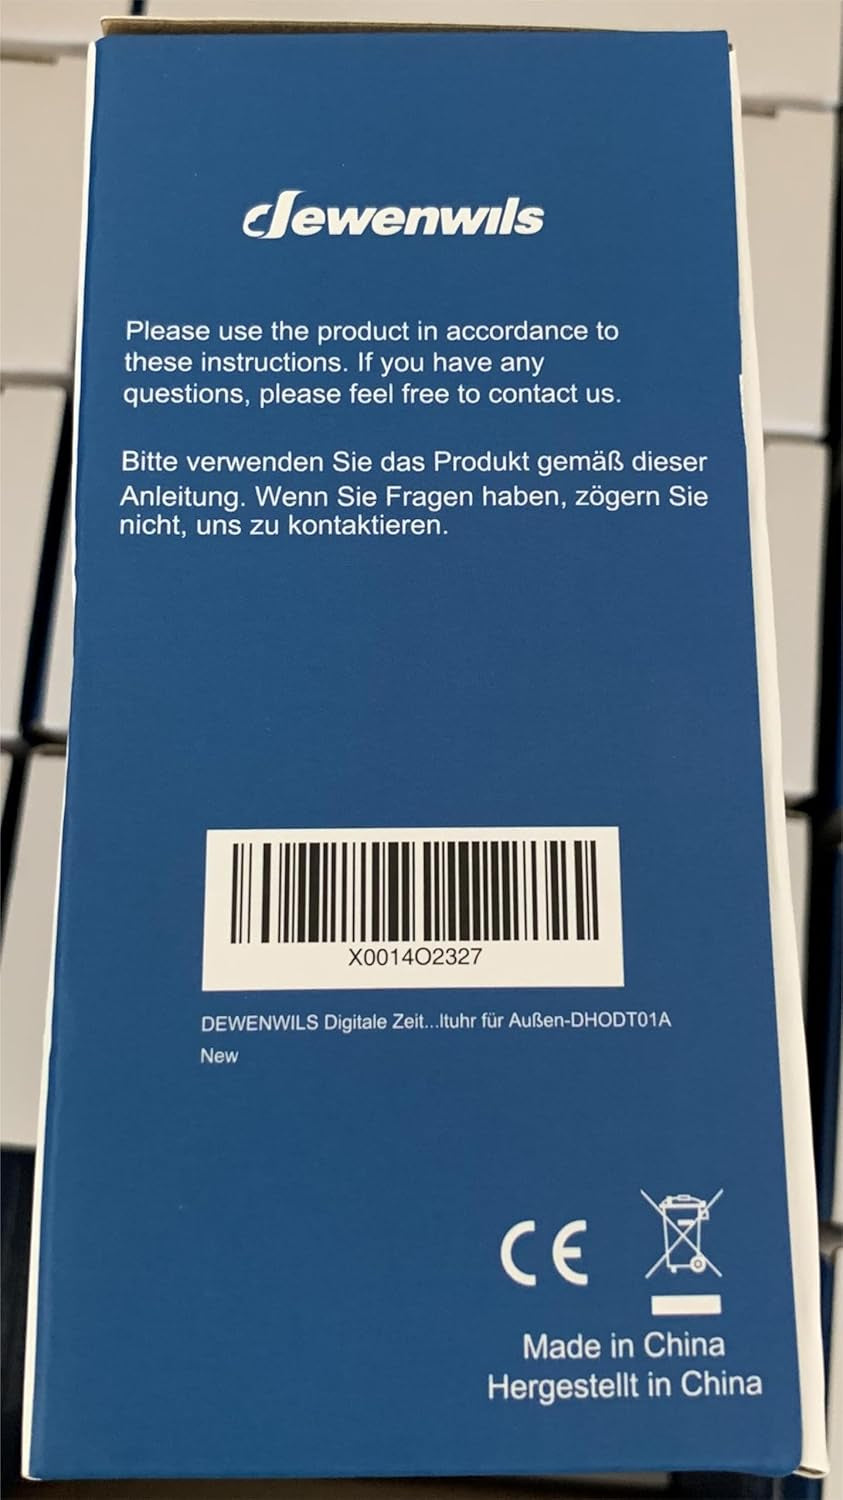 dewenwils
Please use the product in accordance to
these instructions. If you have any
questions, please feel free to contact us.
Bitte verwenden Sie das Produkt gemäß dieser
Anleitung. Wenn Sie Fragen haben, zögern Sie
nicht, uns zu kontaktieren.
X0014O2327
DEWENWILS Digitale Zeit...ltuhr für Außen-DHODT01A
New
CE
Made in China
Hergestellt in China